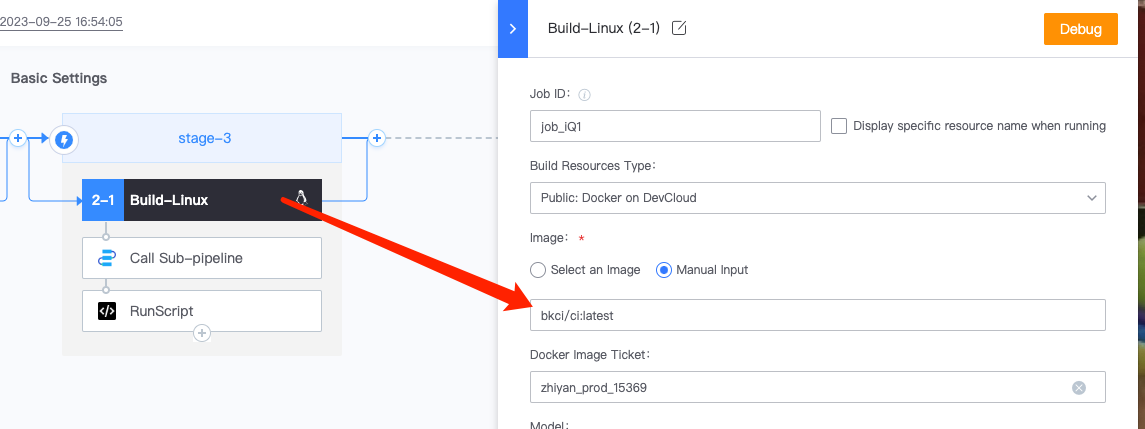 2023-09-25 16:54:05
Basic Settings
stage-3
2-1 Build-Linux
Call Sub-pipeline
RunScript
Build-Linux (2-1)
Debug
Job ID:
job_iQ1
Display specific resource name when running
Build Resources Type:
Public: Docker on DevCloud
Image: *
Select an Image
Manual Input
bkci/ci:latest
Docker Image Ticket:
zhiyan_prod_15369
Model: